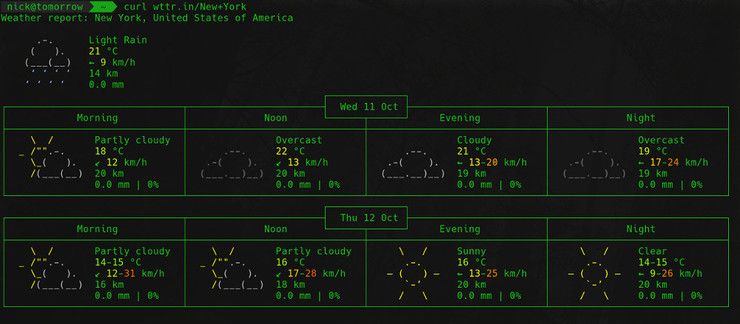 nick@tomorrow ~ curl wttr.in/New+York
Weather report: New York, United States of America
Light Rain
21 °C
← 9 km/h
14 km
0.0 mm
Wed 11 Oct
Morning Noon Evening Night
Partly cloudy Overcast Cloudy Overcast
18 °C 22 °C 21 °C 19 °C
↙ 12 km/h ↙ 13 km/h ← 13-20 km/h ← 17-24 km/h
20 km 20 km 19 km 19 km
0.0 mm | 0% 0.0 mm | 0% 0.0 mm | 0% 0.0 mm | 0%
Thu 12 Oct
Morning Noon Evening Night
Partly cloudy Partly cloudy Sunny Clear
14-15 °C 16 °C 16 °C 14-15 °C
↙ 12-31 km/h ↙ 17-28 km/h ← 13-25 km/h ← 9-26 km/h
16 km 18 km 20 km 20 km
0.0 mm | 0% 0.0 mm | 0% 0.0 mm | 0% 0.0 mm | 0%